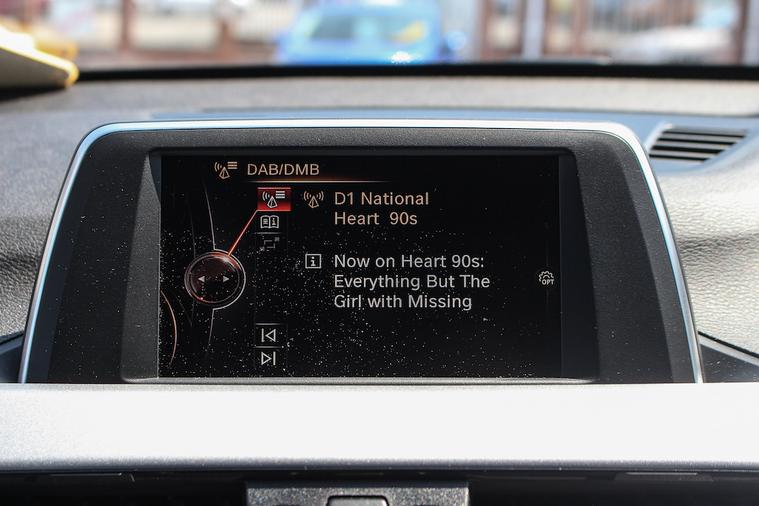 DAB/DMB
D1 National
Heart 90s
Now on Heart 90s:
Everything But The
Girl with Missing
OPT